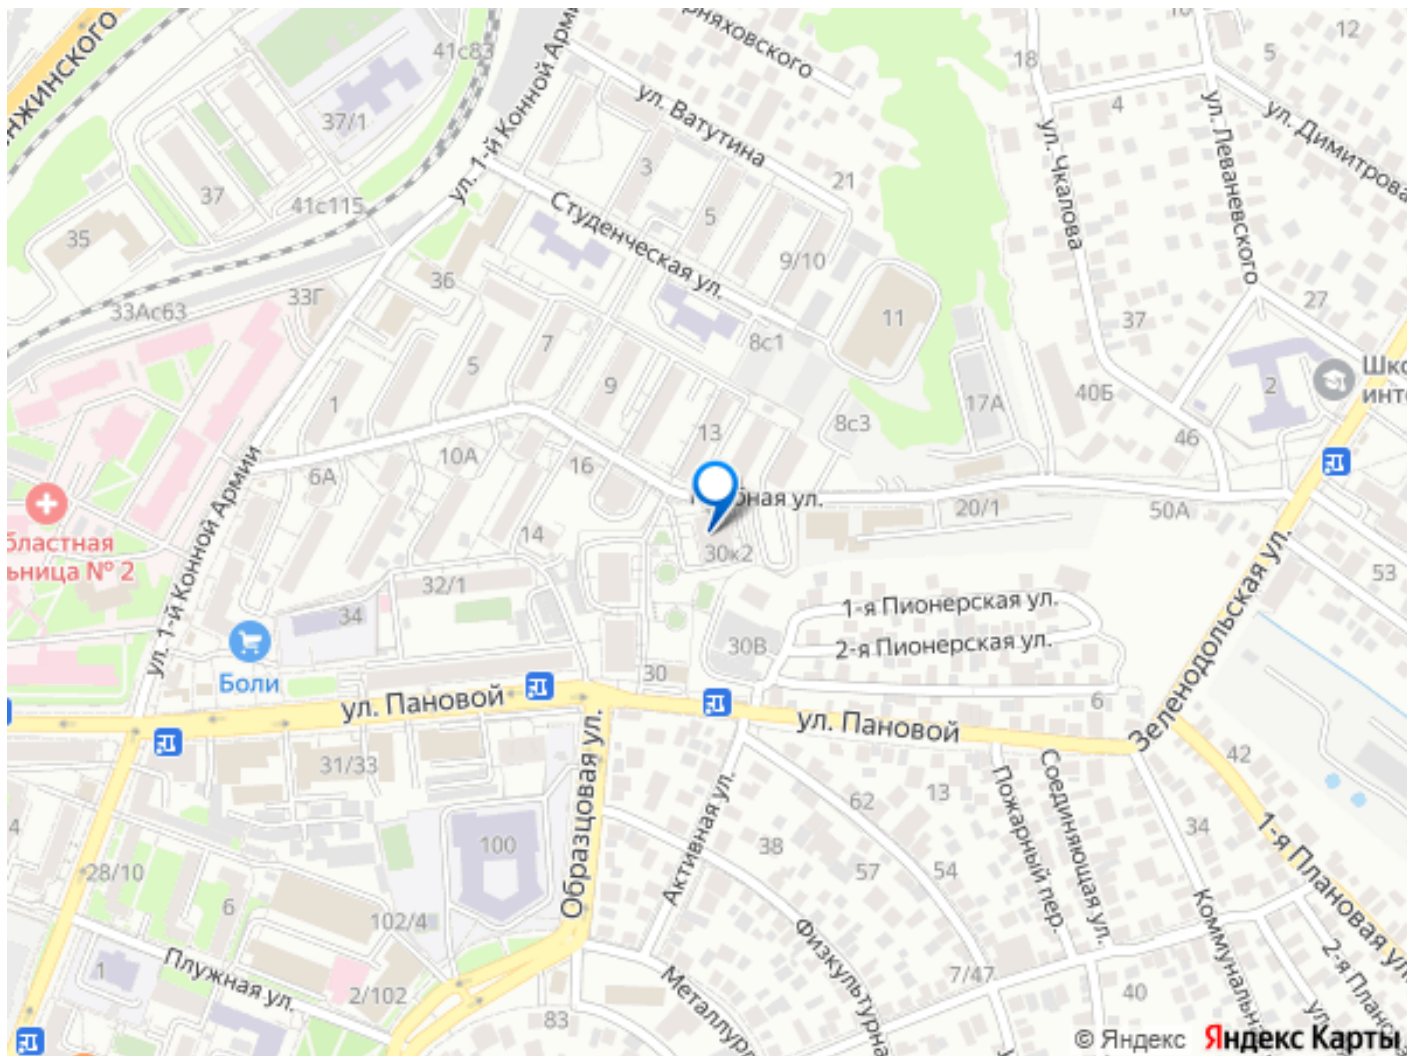 41с83
12
18
5
37/1
4
ул. Ватутина
ул. Чкалова
ул. Леваневского
ул. Димитрова
ул. 1-й Конной Армии
3
21
37
41с115
5
35
Студенческая ул.
9/10
36
33Г
27
33Ас63
11
37
7
8с1
5
9
2
40Б
1
17А
13
8с3
46
10А
16
6А
20/1
50А
14
30к2
53
32/1
1-я Пионерская ул.
34
2-я Пионерская ул.
30В
ул. 1-й Конной Армии
Зеленодольская ул.
30
Боли
6
ул. Пановой
ул. Пановой
42
31/33
Образцовая ул.
Активная ул.
62
13
Пожарный пер.
Соединяющая ул.
34
1-я Плановая ул.
100
38
57
54
28/10
6
102/4
Плужная ул.
1
7/47
2/102
40
83
© Яндекс Яндекс Карты